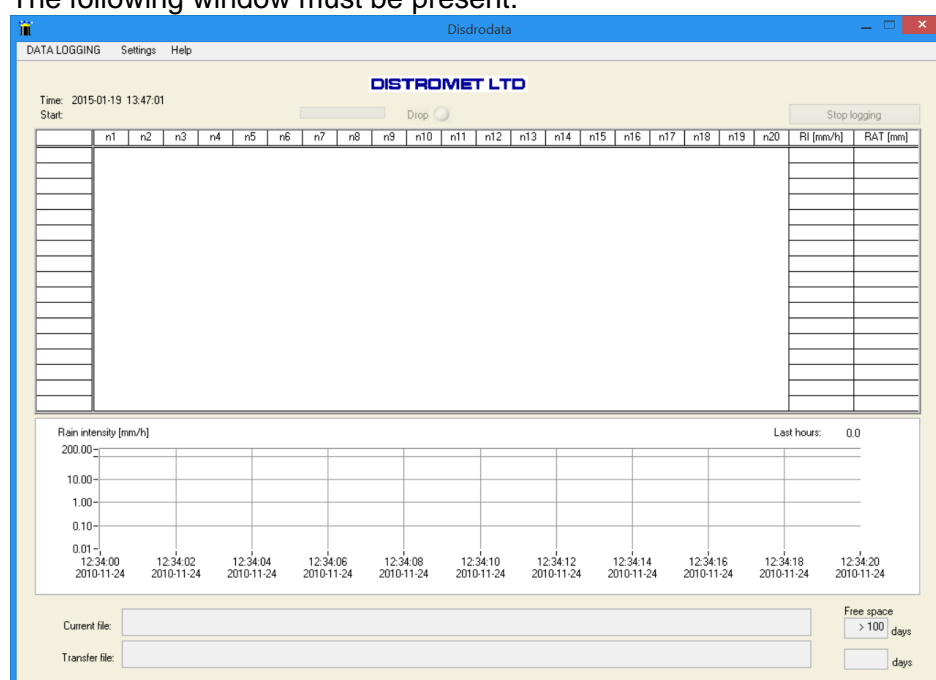 The following window must be present:
Disdrodata
DATA LOGGING Settings Help
DISTROMET LTD
Time: 2015-01-19 13:47:01
Start:
Drop
Stop logging
n1 n2 n3 n4 n5 n6 n7 n8 n9 n10 n11 n12 n13 n14 n15 n16 n17 n18 n19 n20 RI [mm/h] RAT [mm]
Rain intensity [mm/h] Last hours: 0.0
200.00
10.00
1.00
0.10
0.01
12:34:00 12:34:02 12:34:04 12:34:06 12:34:08 12:34:10 12:34:12 12:34:14 12:34:16 12:34:18 12:34:20
2010-11-24 2010-11-24 2010-11-24 2010-11-24 2010-11-24 2010-11-24 2010-11-24 2010-11-24 2010-11-24 2010-11-24 2010-11-24
Free space
Current file: > 100 days
Transfer file: days